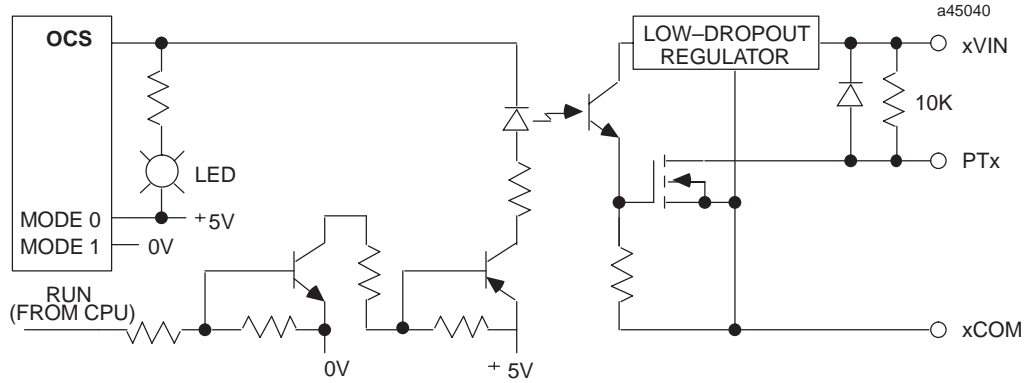 a45040
OCS
LOW–DROPOUT
REGULATOR
xVIN
10K
PTx
LED
MODE 0
+5V
MODE 1
0V
RUN
(FROM CPU)
0V
+ 5V
xCOM